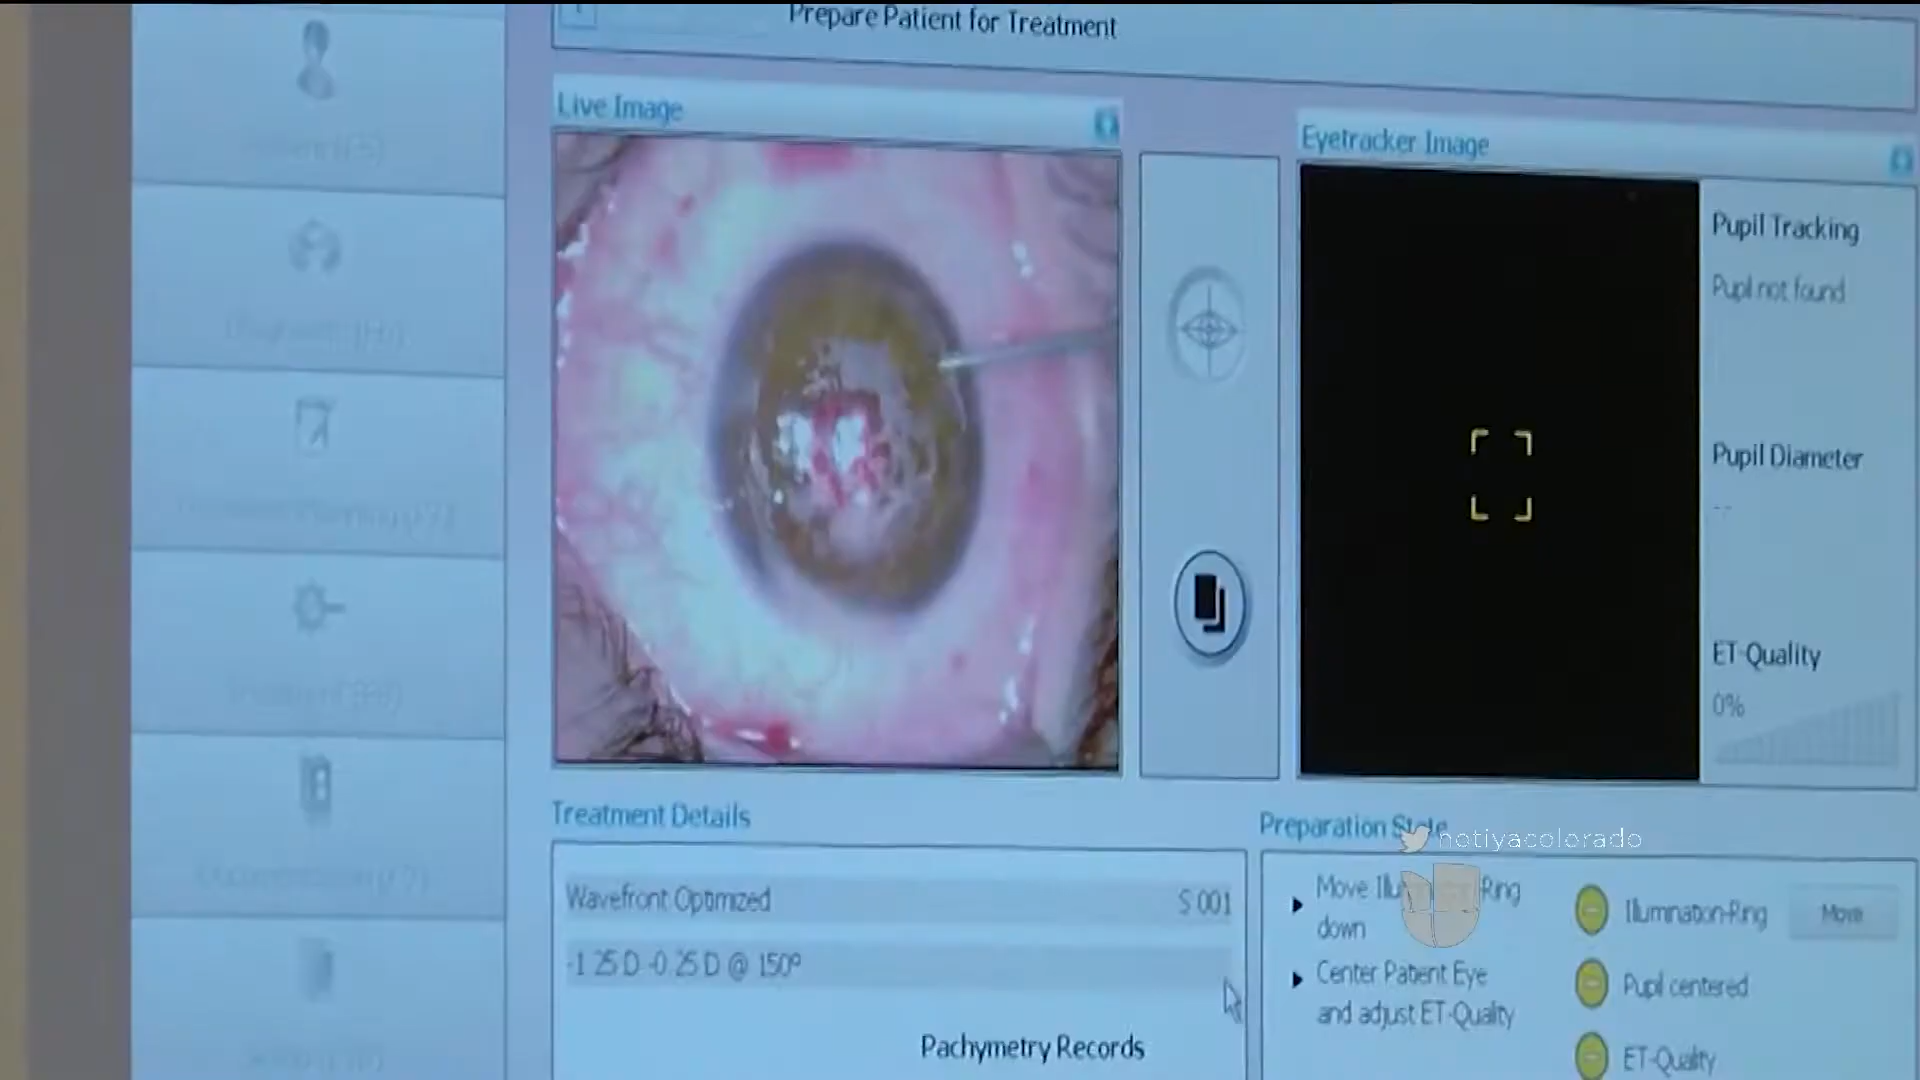 Prepare Patient for Treatment
Live Image
Eyetracker Image
Pupil Tracking
Pupil not found
Pupil Diameter
--
ET-Quality
0%
Treatment Details
Wavefront Optimized
S 001
-1 25 D -0 25 D @ 150°
Pachymetry Records
Preparation State
notiyacolorado
Move Ring
down
Center Patient Eye
and adjust ET-Quality
Illumination-Ring
Move
Pupil centered
ET-Quality